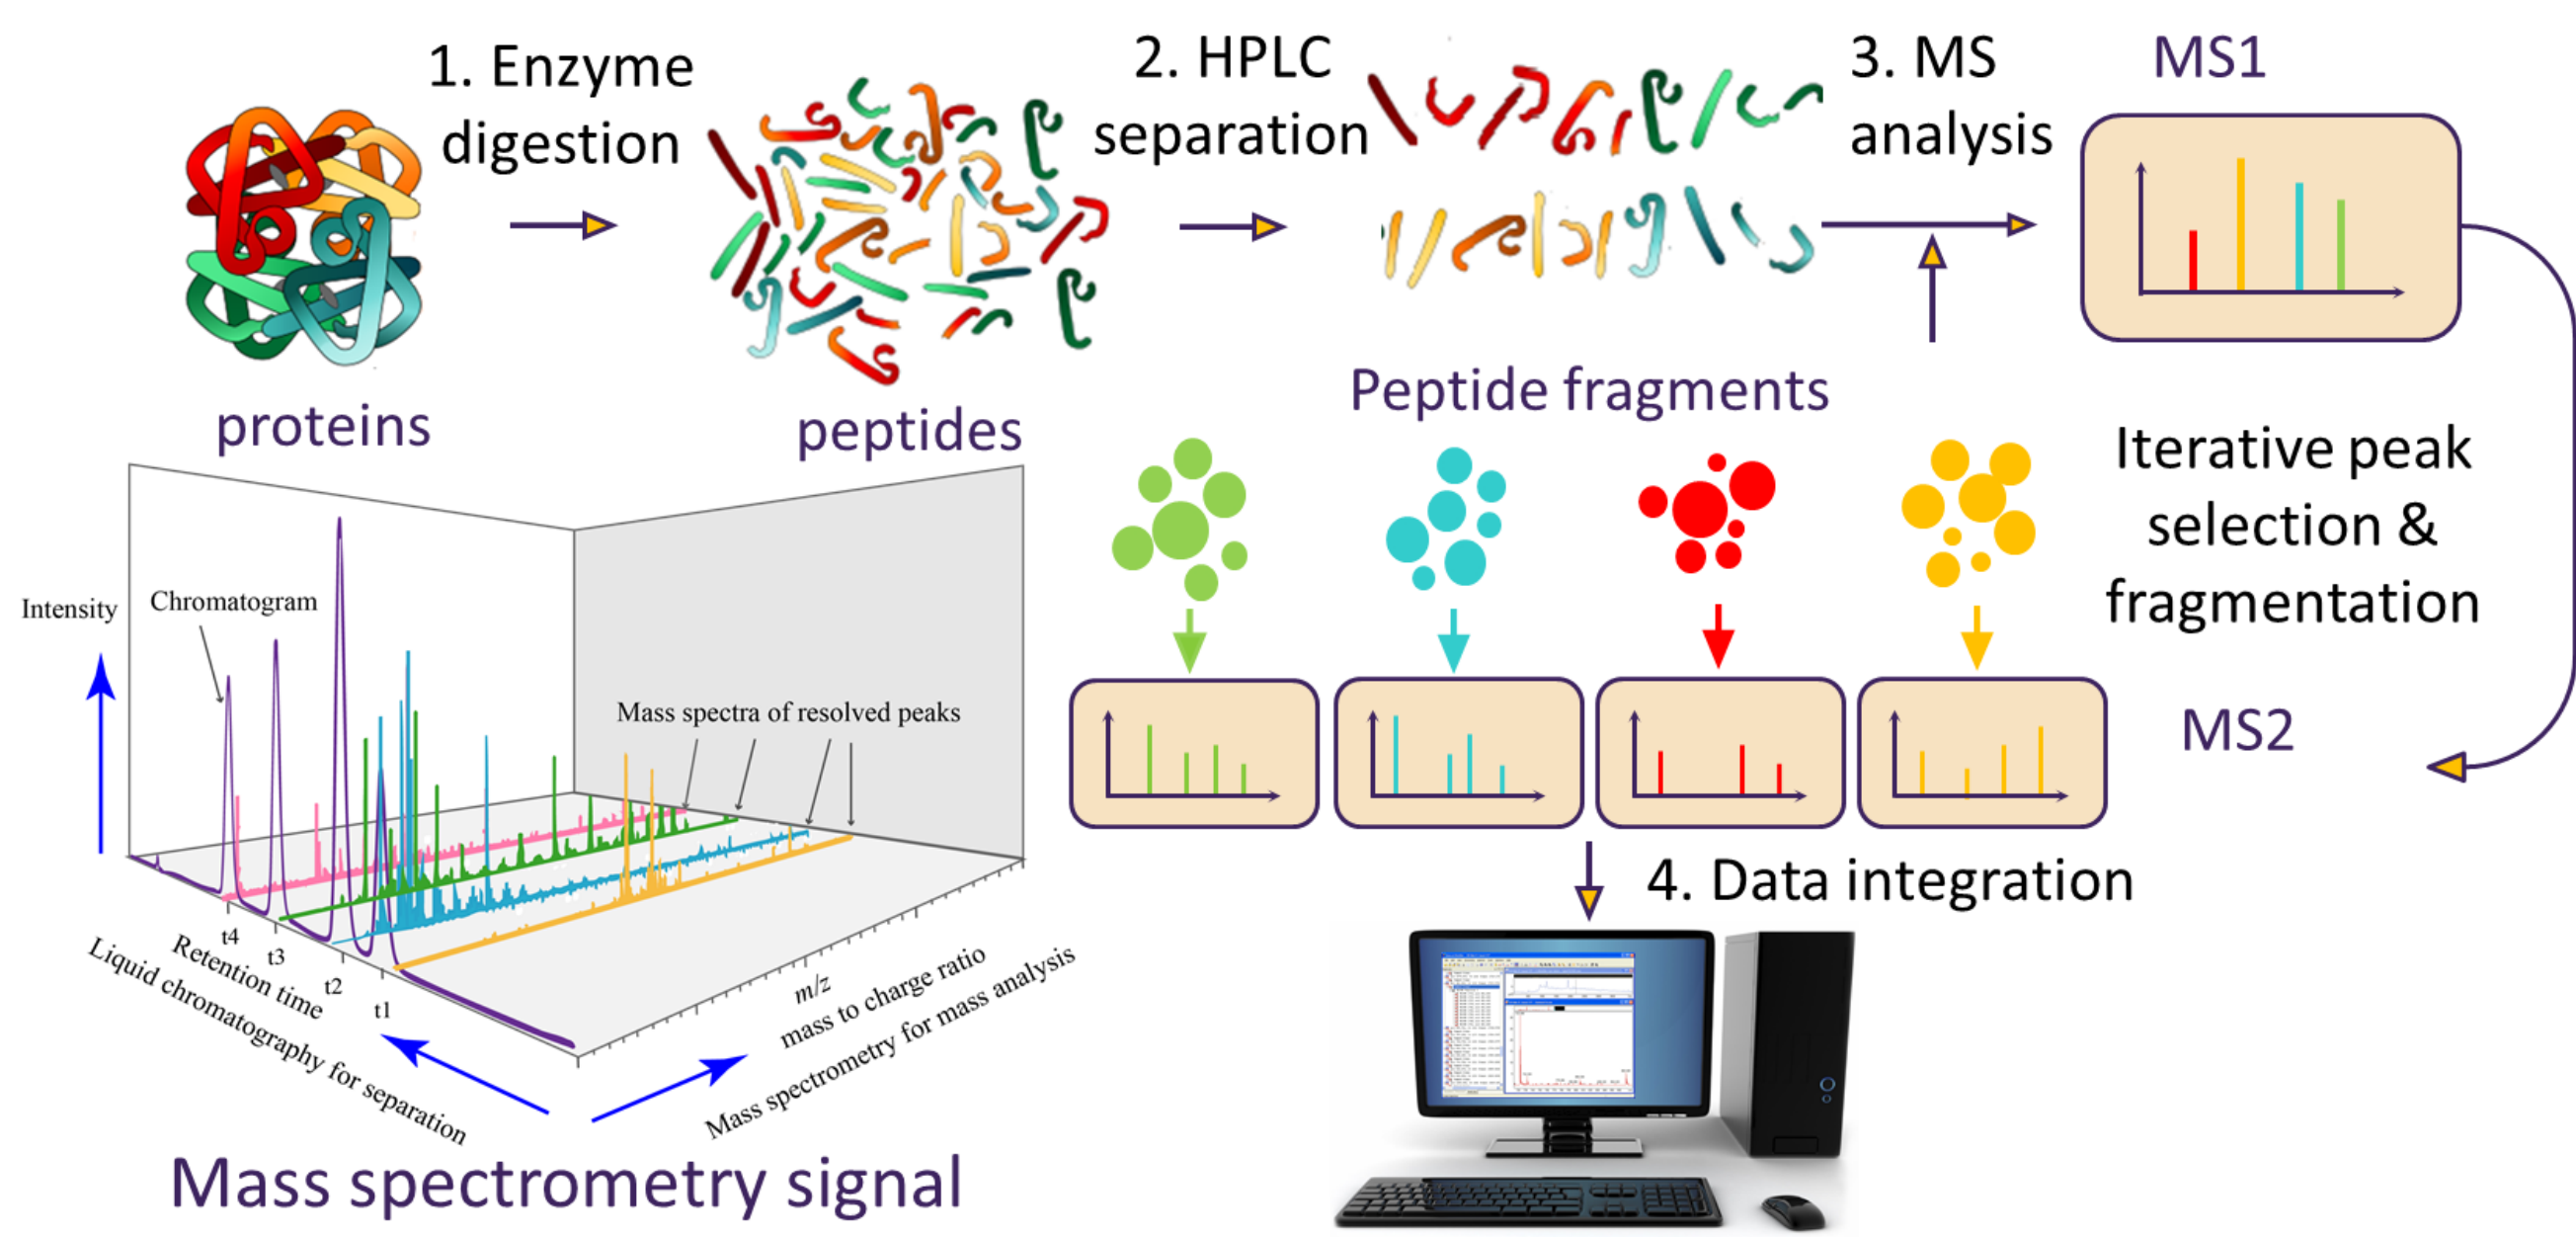 1. Enzyme
digestion
2. HPLC
separation
3. MS
analysis
MS1
proteins
peptides
Peptide fragments
Iterative peak
selection &
fragmentation
MS2
4. Data integration
Intensity
Chromatogram
Mass spectra of resolved peaks
t4
t3
t2
t1
Retention time
Liquid chromatography for separation
m/z
mass to charge ratio
Mass spectrometry for mass analysis
Mass spectrometry signal